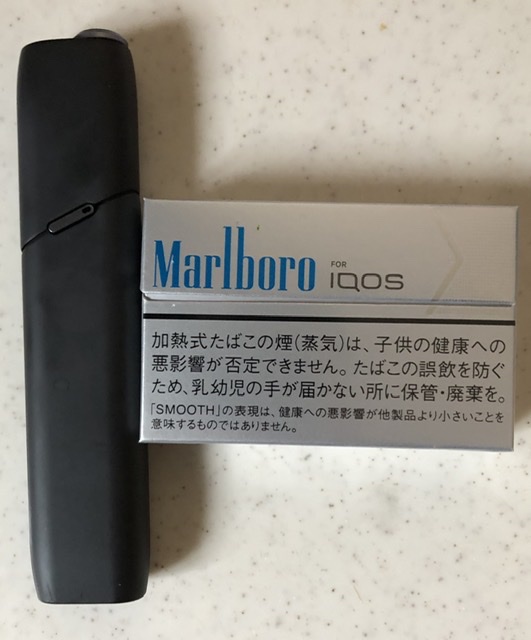 Marlboro FOR IQOS
加熱式たばこの煙(蒸気)は、子供の健康への
悪影響が否定できません。たばこの誤飲を防ぐ
ため、乳幼児の手が届かない所に保管・廃棄を。
「SMOOTH」の表現は、健康への悪影響が他製品より小さいことを
意味するものではありません。